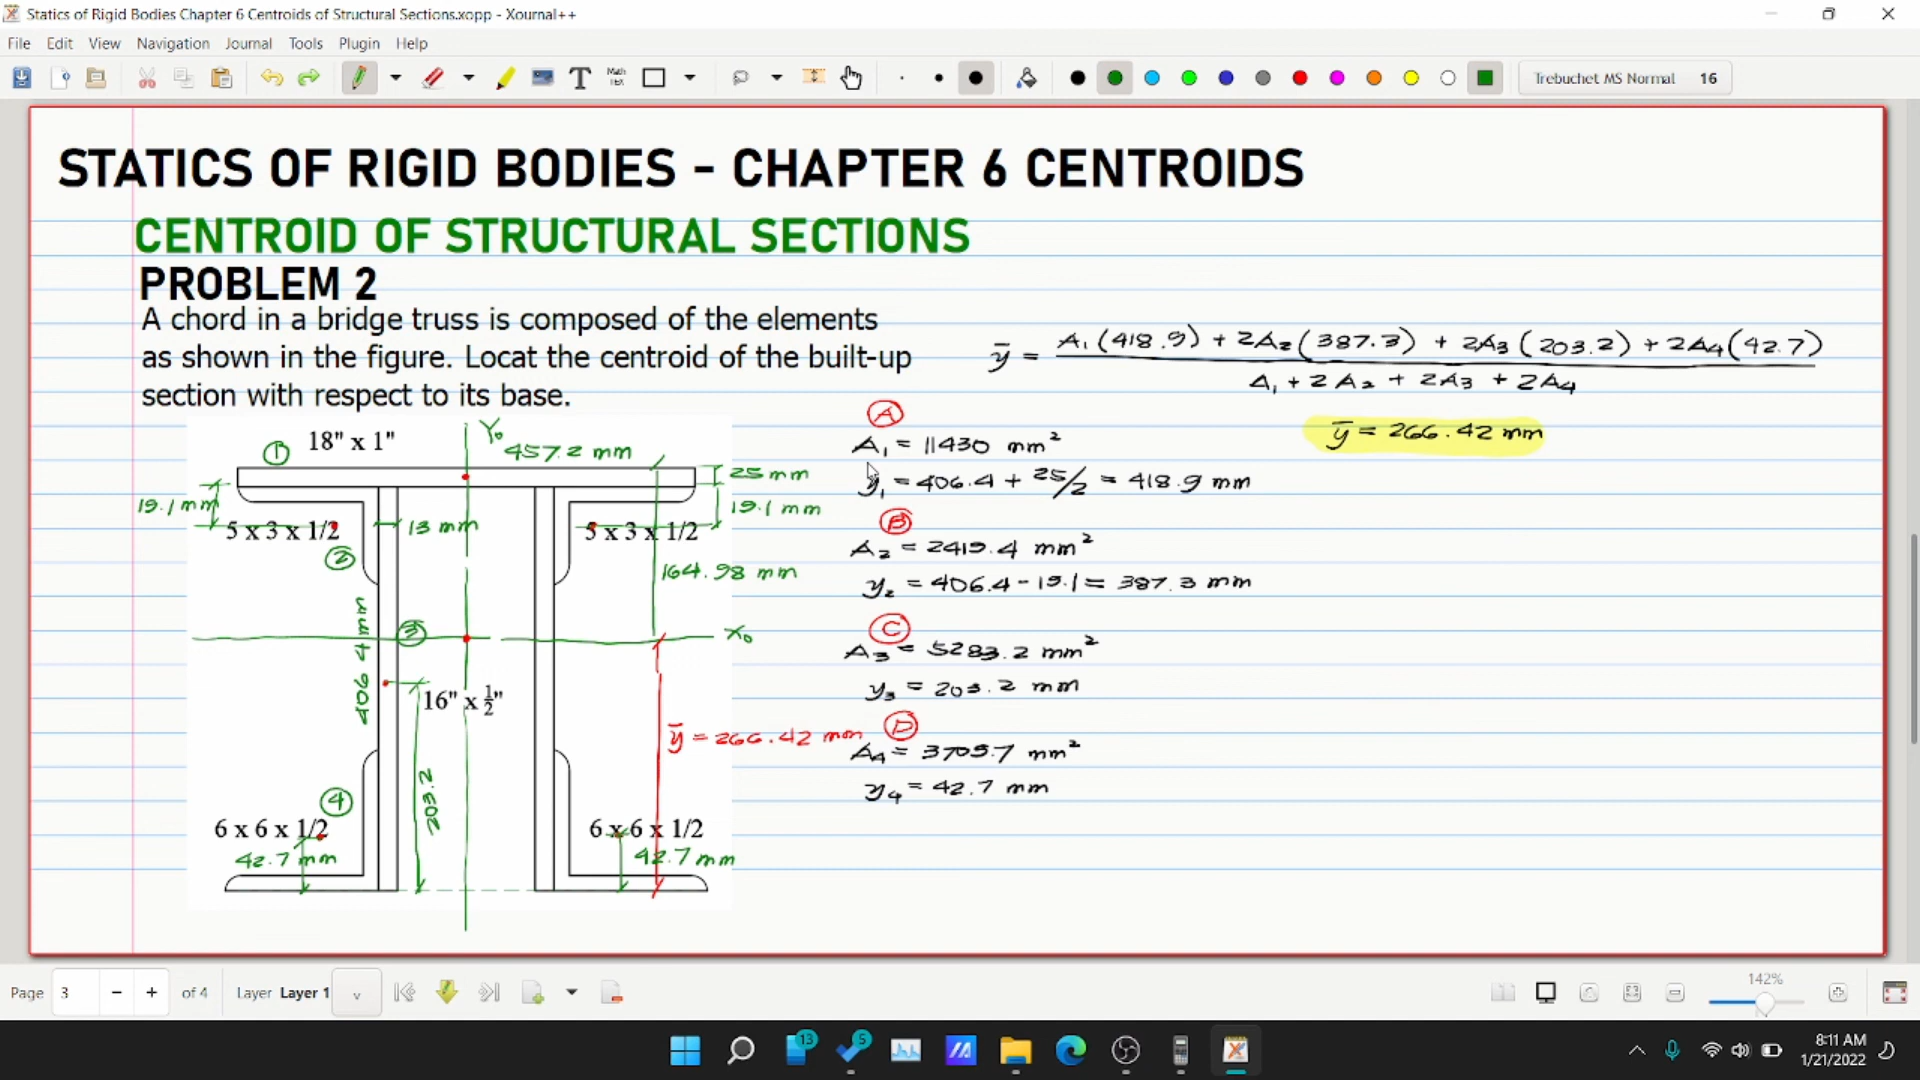 Statics of Rigid Bodies Chapter 6 Centroids of Structural Sections.xopp - Xournal++
File Edit View Navigation Journal Tools Plugin Help
Math TEX
Trebuchet MS Normal 16
STATICS OF RIGID BODIES - CHAPTER 6 CENTROIDS
CENTROID OF STRUCTURAL SECTIONS
PROBLEM 2
A chord in a bridge truss is composed of the elements
as shown in the figure. Locat the centroid of the built-up
section with respect to its base.
① 18" x 1"
Y₀
457.2 mm
25 mm
19.1 mm
19.1 mm
5 x 3 x 1/2
13 mm
5 x 3 x 1/2
②
164.98 mm
406.4mm
③
X₀
16" x ½"
ȳ = 266.42 mm
203.2
④
6 x 6 x 1/2
6 x 6 x 1/2
42.7 mm
42.7 mm
ȳ = A₁(418.9) + 2A₂(387.3) + 2A₃(203.2) + 2A₄(42.7)
A₁ + 2A₂ + 2A₃ + 2A₄
ȳ = 266.42 mm
A
A₁ = 11430 mm²
y₁ = 406.4 + 25/2 = 418.9 mm
B
A₂ = 2419.4 mm²
y₂ = 406.4 - 19.1 = 387.3 mm
C
A₃ = 5283.2 mm²
y₃ = 203.2 mm
D
A₄ = 3709.7 mm²
y₄ = 42.7 mm
Page 3 - + of 4 Layer Layer 1 v
142%
13
5
8:11 AM
1/21/2022